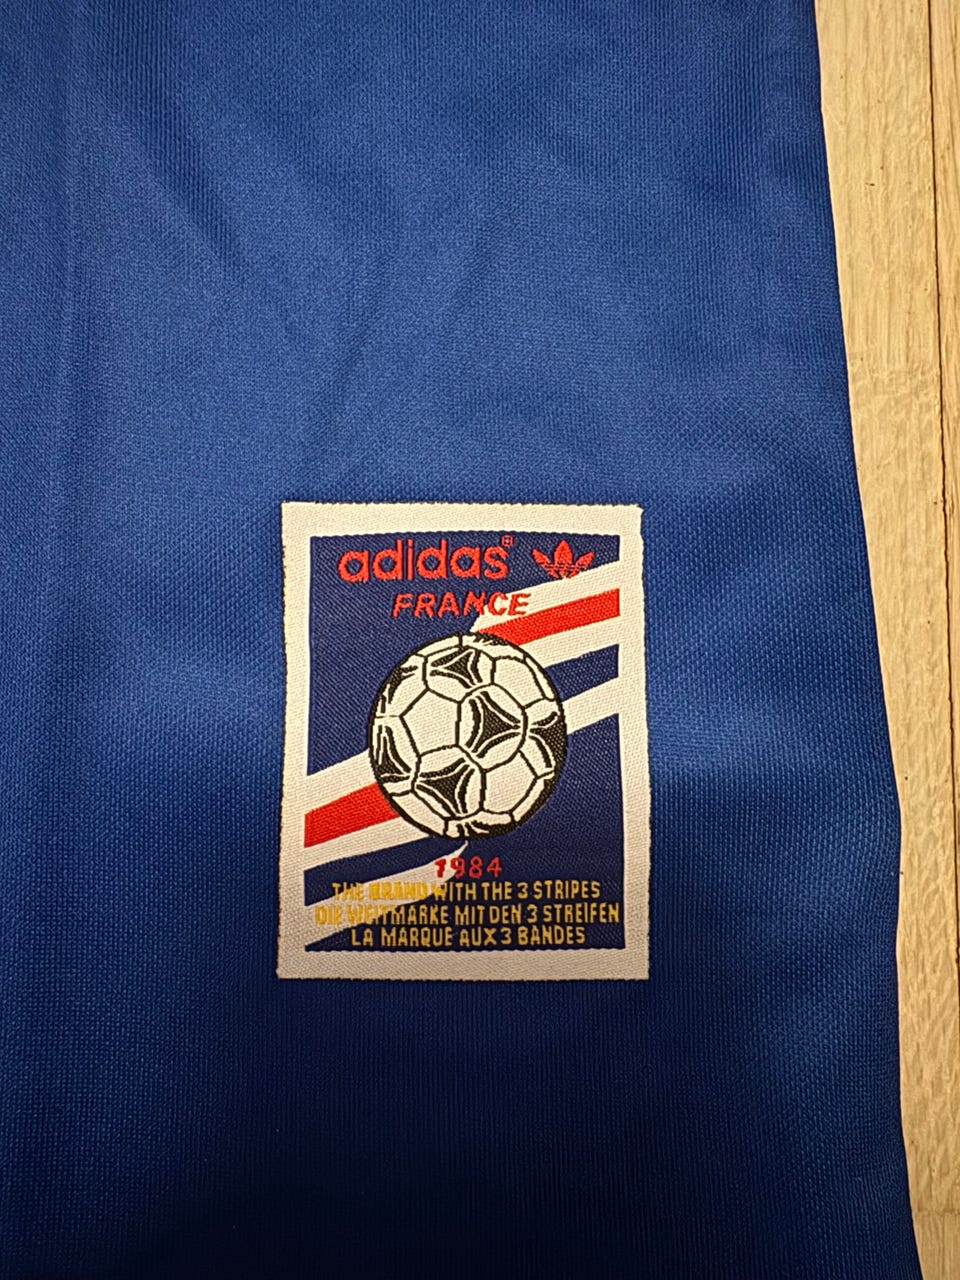 adidas®
FRANCE
1984
THE BRAND WITH THE 3 STRIPES
DIE WELTMARKE MIT DEN 3 STREIFEN
LA MARQUE AUX 3 BANDES